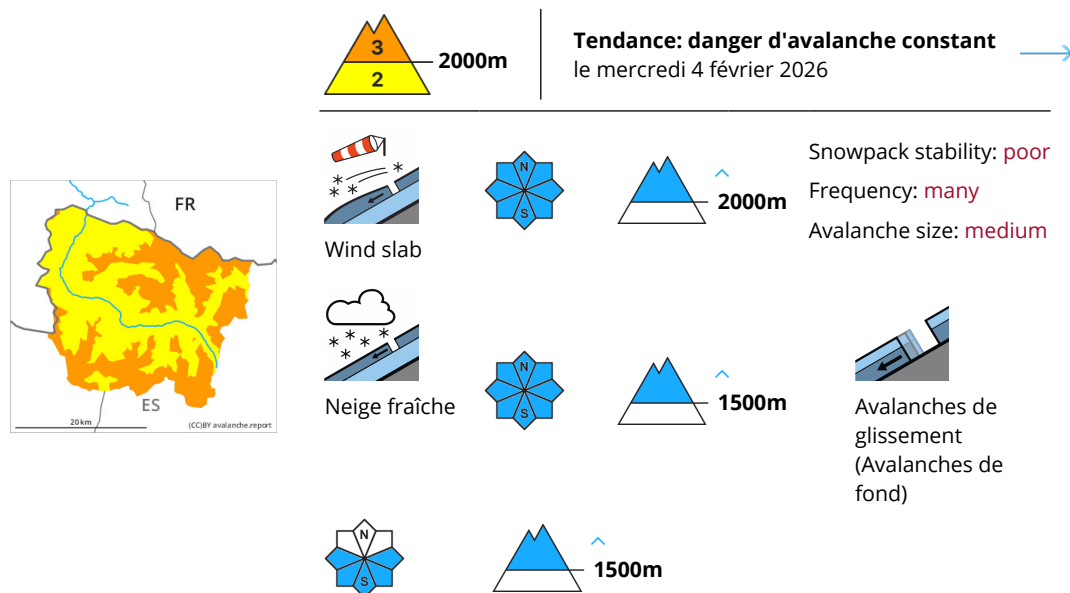 3
2
2000m
Tendance: danger d'avalanche constant
le mercredi 4 février 2026
FR
ES
20 km
(CC)BY avalanche.report
N
S
2000m
Snowpack stability: poor
Frequency: many
Avalanche size: medium
Wind slab
N
S
1500m
Neige fraîche
Avalanches de
glissement
(Avalanches de
fond)
N
S
1500m